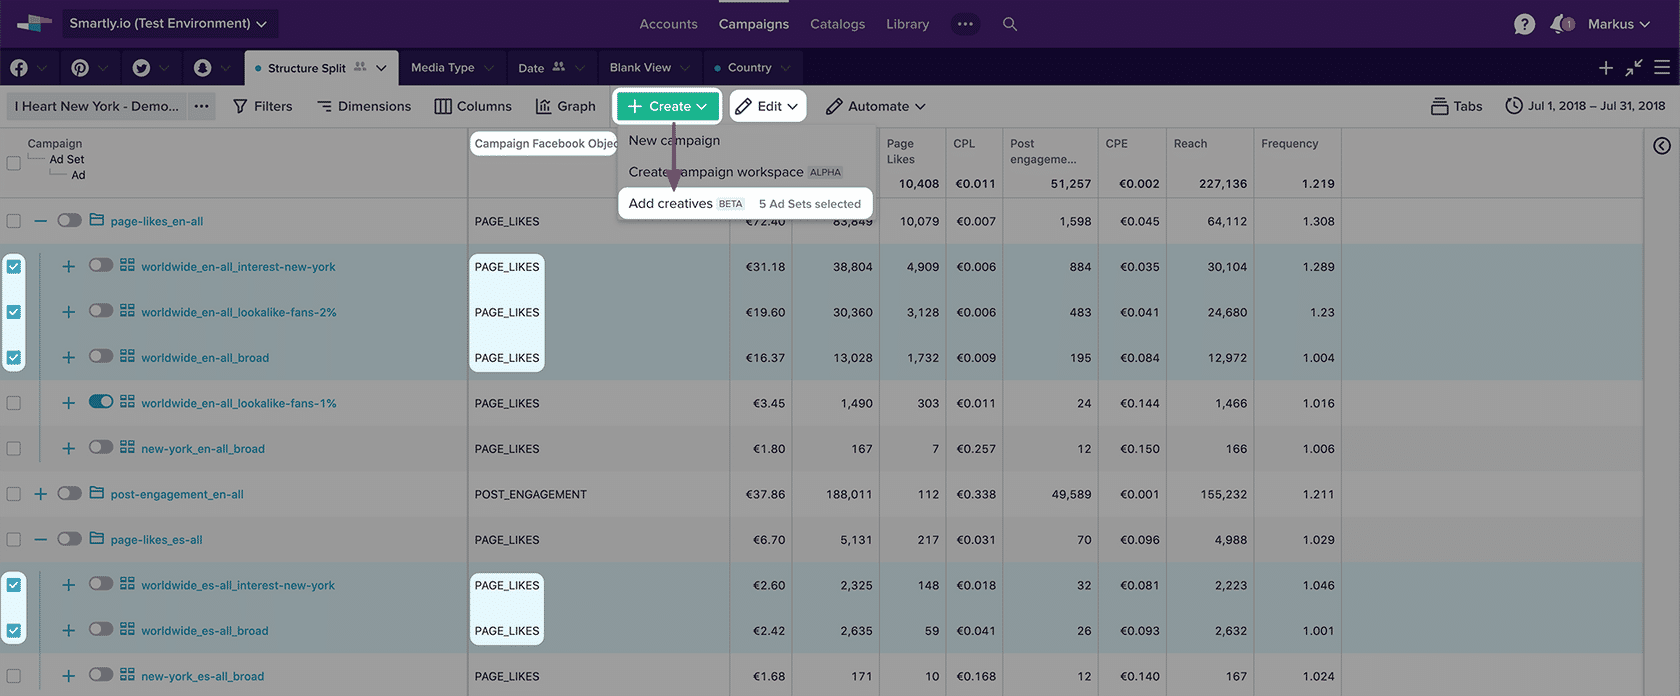 Smartly.io (Test Environment) Accounts Campaigns Catalogs Library ••• ? 1 Markus
Structure Split Media Type Date Blank View Country
I Heart New York - Demo... ••• Filters Dimensions Columns Graph + Create Edit Automate Tabs Jul 1, 2018 – Jul 31, 2018
Campaign
Ad Set
Ad
Campaign Facebook Objec
New campaign
Create campaign workspace ALPHA
Add creatives BETA 5 Ad Sets selected
Page Likes CPL Post engageme... CPE Reach Frequency
10,408 €0.011 51,257 €0.002 227,136 1.219
page-likes_en-all PAGE_LIKES €72.40 83,849 10,079 €0.007 1,598 €0.045 64,112 1.308
worldwide_en-all_interest-new-york PAGE_LIKES €31.18 38,804 4,909 €0.006 884 €0.035 30,104 1.289
worldwide_en-all_lookalike-fans-2% PAGE_LIKES €19.60 30,360 3,128 €0.006 483 €0.041 24,680 1.23
worldwide_en-all_broad PAGE_LIKES €16.37 13,028 1,732 €0.009 195 €0.084 12,972 1.004
worldwide_en-all_lookalike-fans-1% PAGE_LIKES €3.45 1,490 303 €0.011 24 €0.144 1,466 1.016
new-york_en-all_broad PAGE_LIKES €1.80 167 7 €0.257 12 €0.150 166 1.006
post-engagement_en-all POST_ENGAGEMENT €37.86 188,011 112 €0.338 49,589 €0.001 155,232 1.211
page-likes_es-all PAGE_LIKES €6.70 5,131 217 €0.031 70 €0.096 4,988 1.029
worldwide_es-all_interest-new-york PAGE_LIKES €2.60 2,325 148 €0.018 32 €0.081 2,223 1.046
worldwide_es-all_broad PAGE_LIKES €2.42 2,635 59 €0.041 26 €0.093 2,632 1.001
new-york_es-all_broad PAGE_LIKES €1.68 171 10 €0.168 12 €0.140 167 1.024